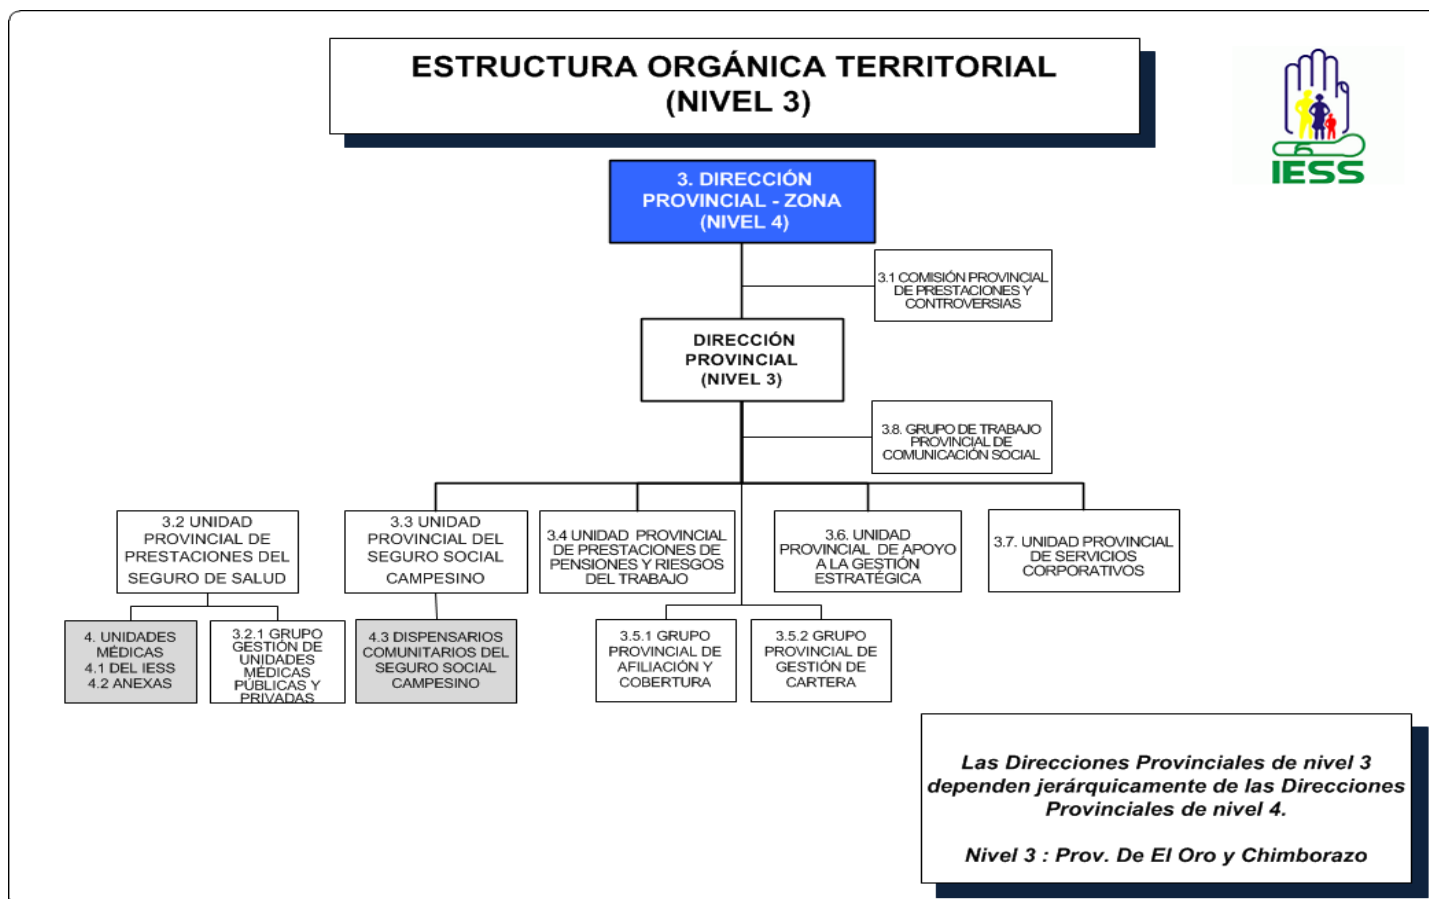 ESTRUCTURA ORGÁNICA TERRITORIAL
(NIVEL 3)
IESS
3. DIRECCIÓN
PROVINCIAL - ZONA
(NIVEL 4)
3.1 COMISIÓN PROVINCIAL
DE PRESTACIONES Y
CONTROVERSIAS
DIRECCIÓN
PROVINCIAL
(NIVEL 3)
3.8. GRUPO DE TRABAJO
PROVINCIAL DE
COMUNICACIÓN SOCIAL
3.2 UNIDAD
PROVINCIAL DE
PRESTACIONES DEL
SEGURO DE SALUD
3.3 UNIDAD
PROVINCIAL DEL
SEGURO SOCIAL
CAMPESINO
3.4 UNIDAD PROVINCIAL
DE PRESTACIONES DE
PENSIONES Y RIESGOS
DEL TRABAJO
3.6. UNIDAD
PROVINCIAL DE APOYO
A LA GESTIÓN
ESTRATÉGICA
3.7. UNIDAD PROVINCIAL
DE SERVICIOS
CORPORATIVOS
4. UNIDADES
MÉDICAS
4.1 DEL IESS
4.2 ANEXAS
3.2.1 GRUPO
GESTIÓN DE
UNIDADES
MÉDICAS
PÚBLICAS Y
PRIVADAS
4.3 DISPENSARIOS
COMUNITARIOS DEL
SEGURO SOCIAL
CAMPESINO
3.5.1 GRUPO
PROVINCIAL DE
AFILIACIÓN Y
COBERTURA
3.5.2 GRUPO
PROVINCIAL DE
GESTIÓN DE
CARTERA
Las Direcciones Provinciales de nivel 3
dependen jerárquicamente de las Direcciones
Provinciales de nivel 4.
Nivel 3 : Prov. De El Oro y Chimborazo